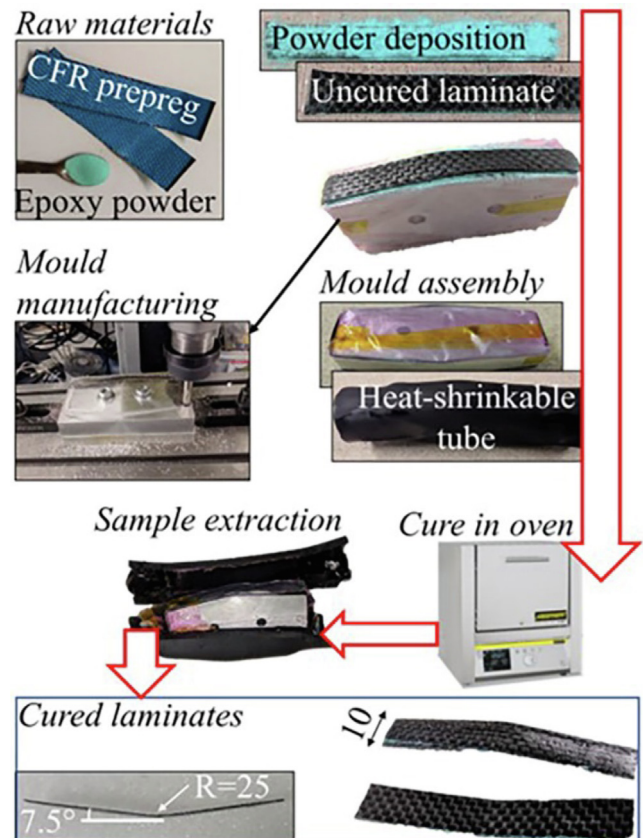 Raw materials
CFR prepreg
Epoxy powder
Powder deposition
Uncured laminate
Mould
manufacturing
Mould assembly
Heat-shrinkable
tube
Sample extraction
Cure in oven
Cured laminates
R=25
7.5°
10